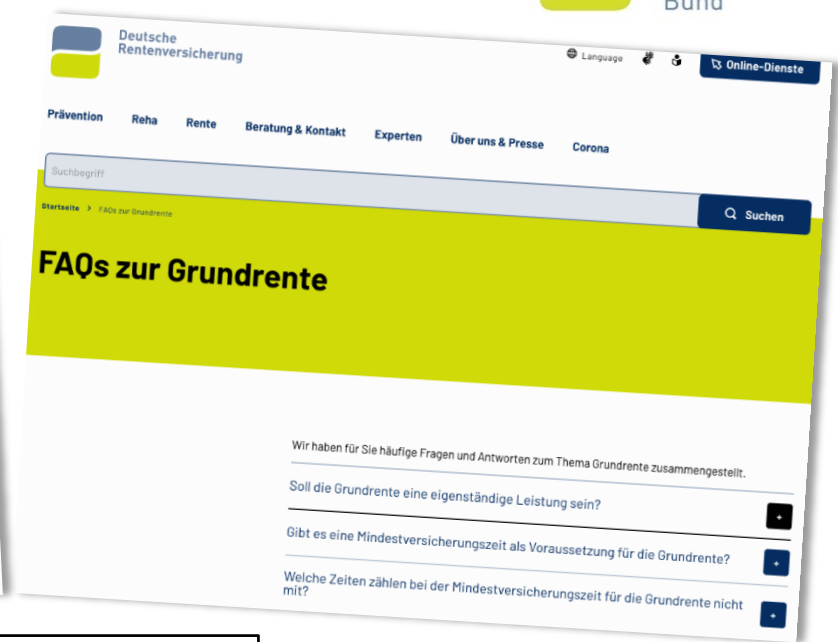 Bund
Deutsche
Rentenversicherung
Language
Online-Dienste
Prävention Reha Rente Beratung & Kontakt Experten Über uns & Presse Corona
Suchbegriff
Suchen
Startseite > FAQs zur Grundrente
FAQs zur Grundrente
Wir haben für Sie häufige Fragen und Antworten zum Thema Grundrente zusammengestellt.
Soll die Grundrente eine eigenständige Leistung sein?
+
Gibt es eine Mindestversicherungszeit als Voraussetzung für die Grundrente?
+
Welche Zeiten zählen bei der Mindestversicherungszeit für die Grundrente nicht
mit?
+